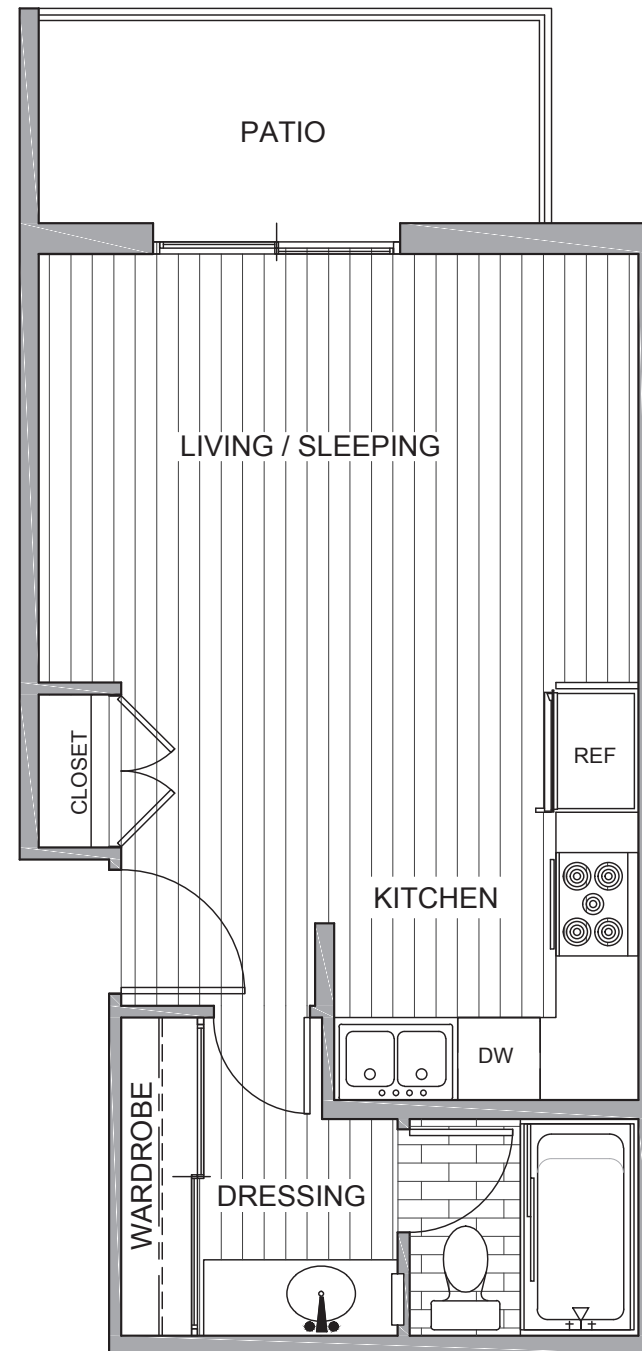 PATIO
LIVING / SLEEPING
CLOSET
REF
KITCHEN
DW
WARDROBE
DRESSING